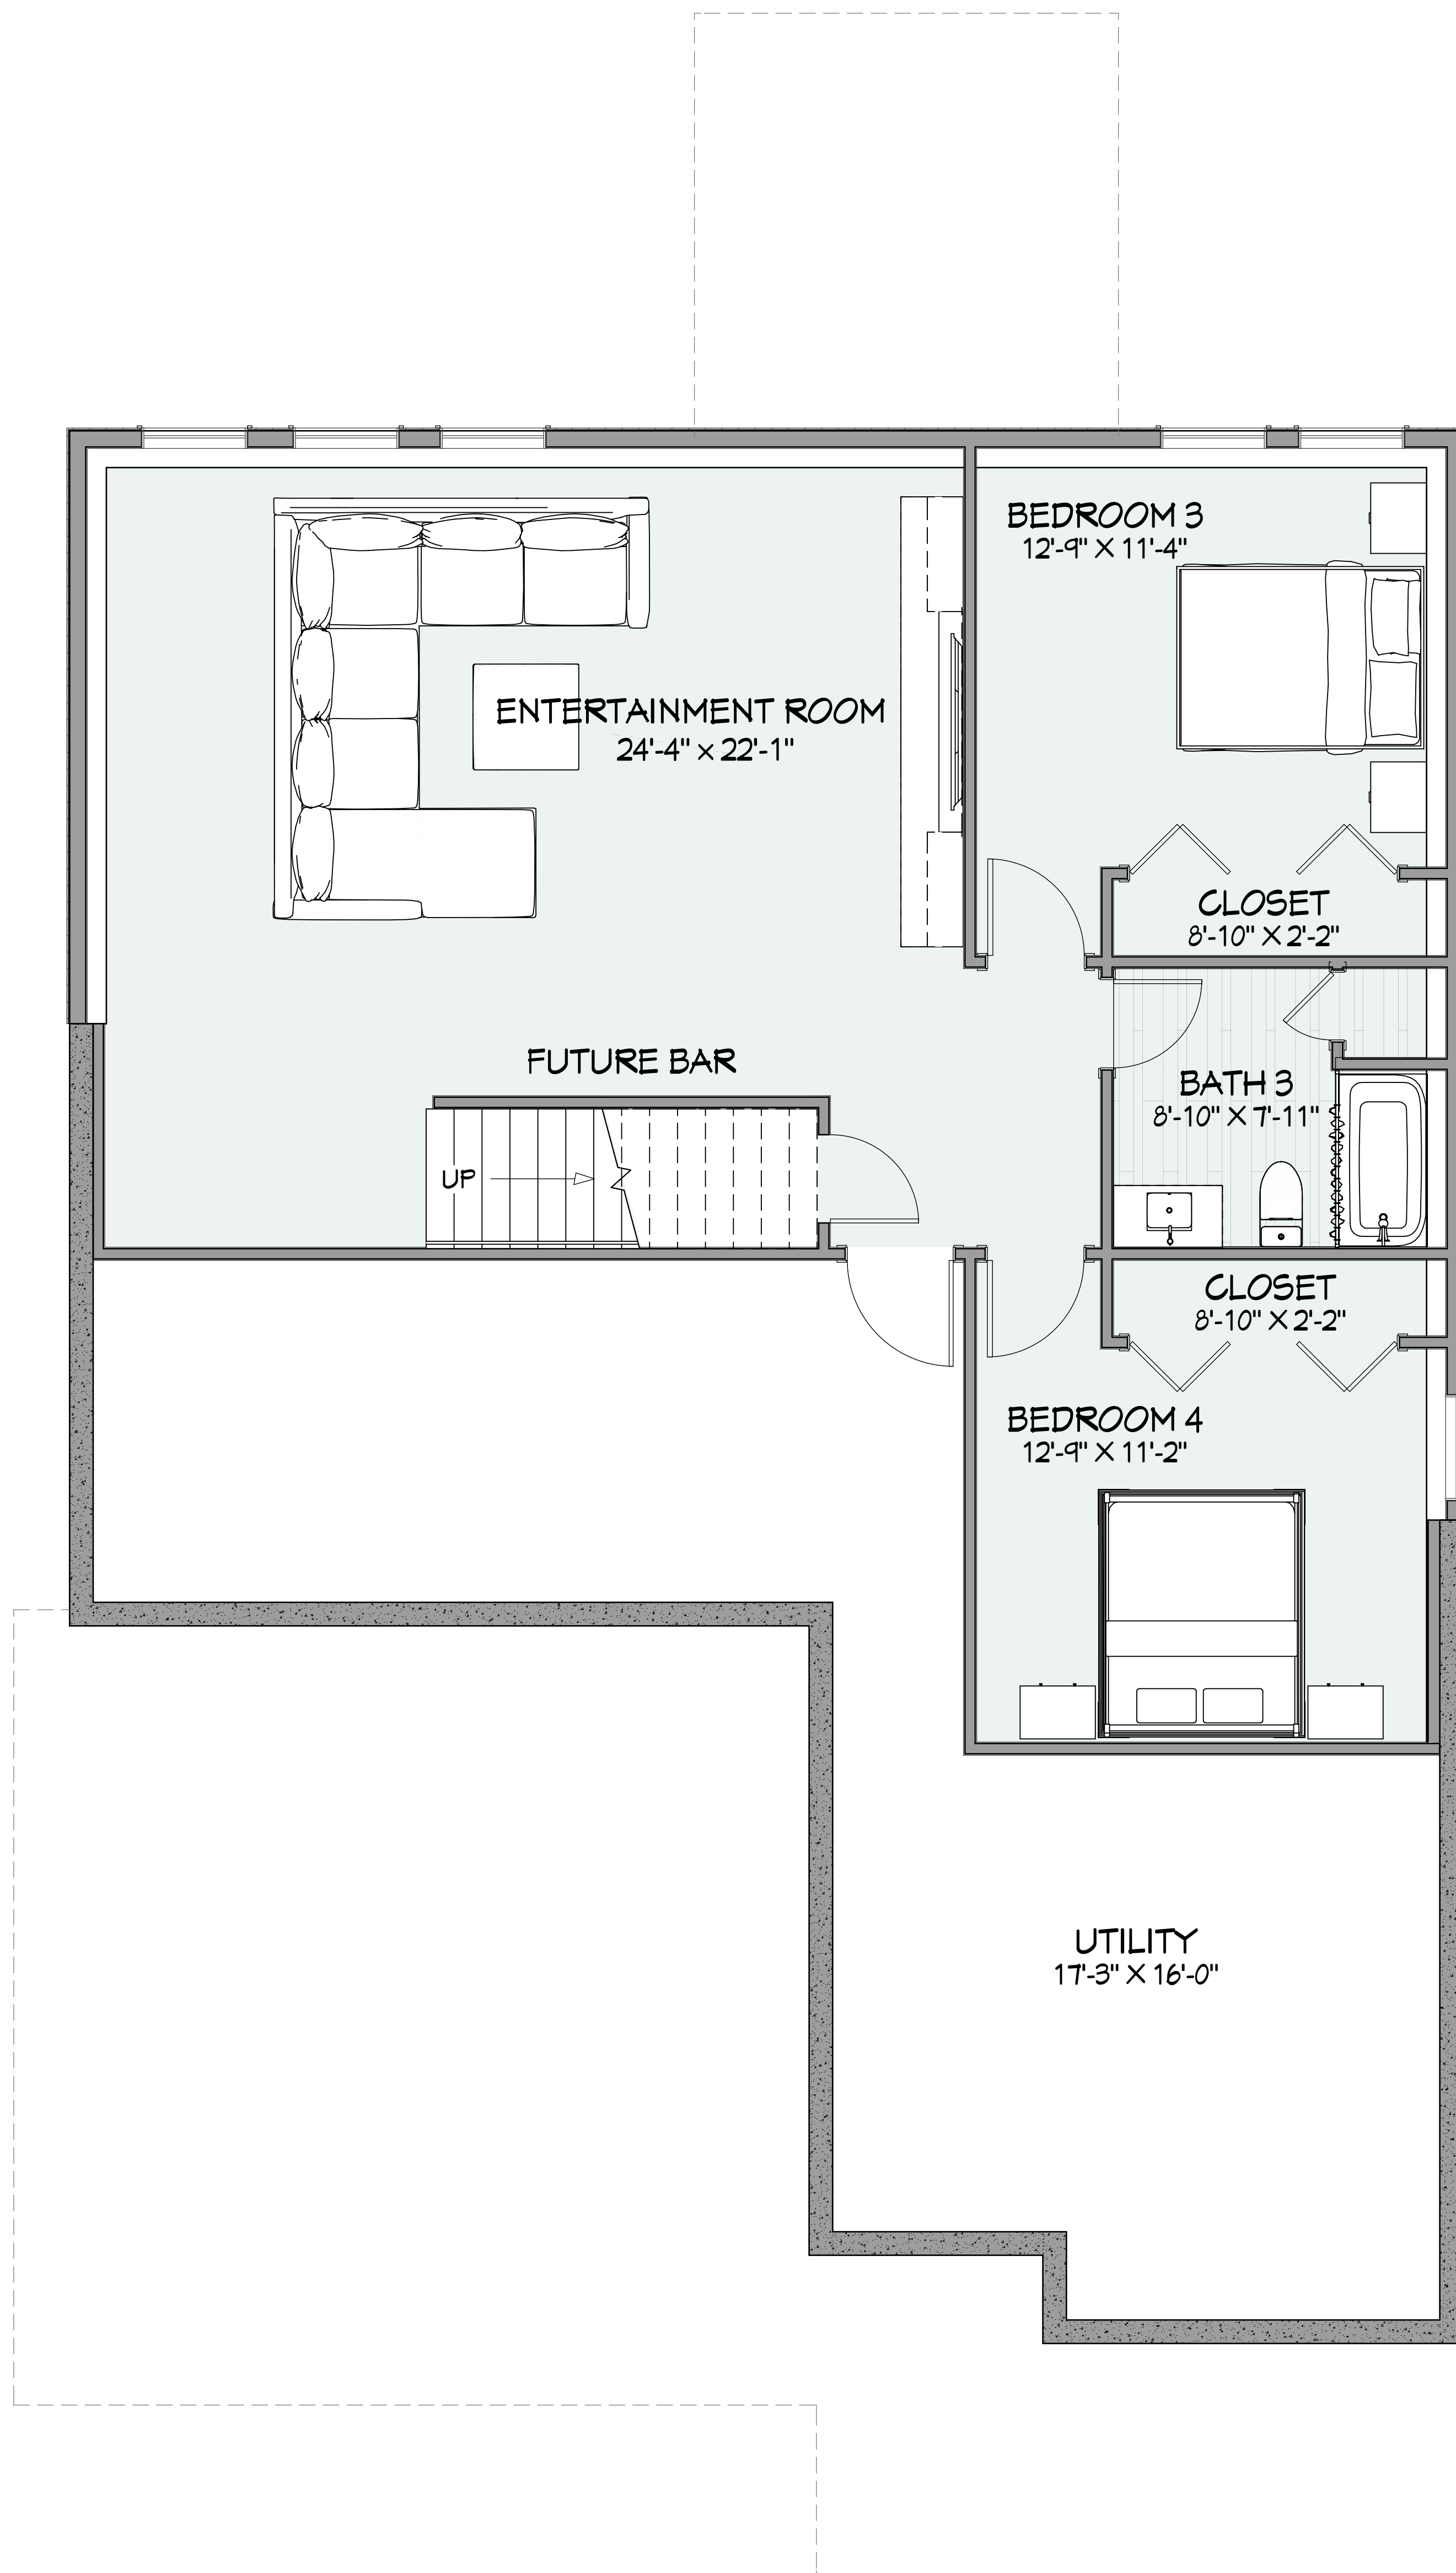 BEDROOM 3
12'-9" X 11'-4"
ENTERTAINMENT ROOM
24'-4" x 22'-1"
CLOSET
8'-10" X 2'-2"
FUTURE BAR
BATH 3
8'-10" X 7'-11"
UP
CLOSET
8'-10" X 2'-2"
BEDROOM 4
12'-9" X 11'-2"
UTILITY
17'-3" X 16'-0"